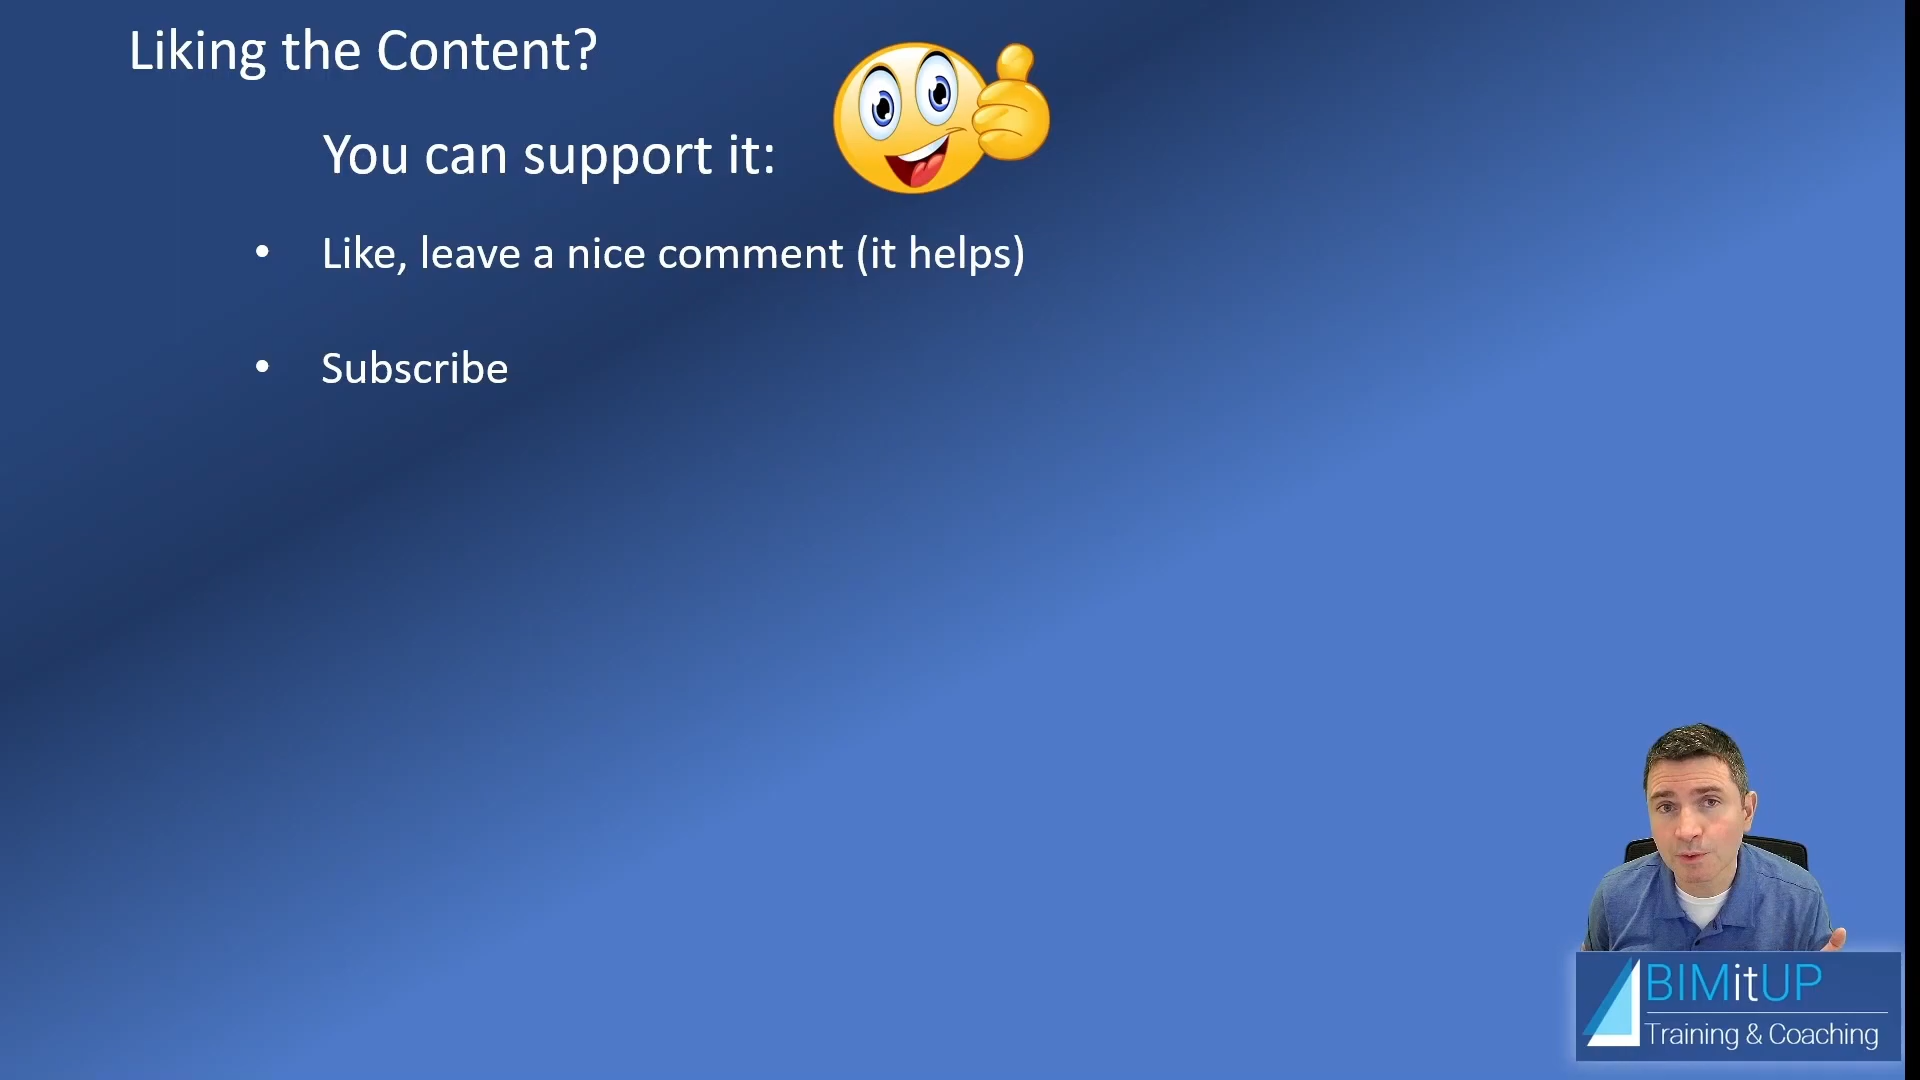 Liking the Content?
You can support it:
• Like, leave a nice comment (it helps)
• Subscribe
BIMitUP
Training & Coaching